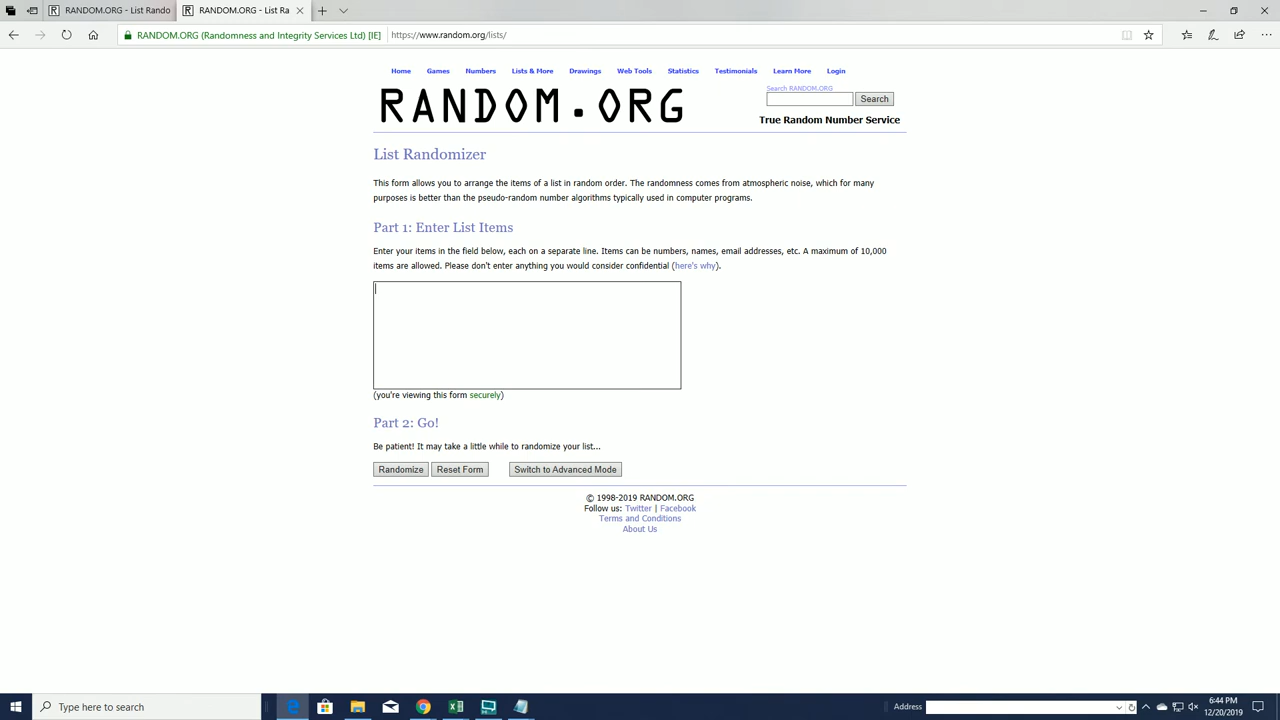 RANDOM.ORG - List Rando
RANDOM.ORG - List Ra
RANDOM.ORG (Randomness and Integrity Services Ltd) [IE]
https://www.random.org/lists/
Home Games Numbers Lists & More Drawings Web Tools Statistics Testimonials Learn More Login
RANDOM.ORG
Search RANDOM.ORG
Search
True Random Number Service
List Randomizer
This form allows you to arrange the items of a list in random order. The randomness comes from atmospheric noise, which for many
purposes is better than the pseudo-random number algorithms typically used in computer programs.
Part 1: Enter List Items
Enter your items in the field below, each on a separate line. Items can be numbers, names, email addresses, etc. A maximum of 10,000
items are allowed. Please don't enter anything you would consider confidential (here's why).
(you're viewing this form securely)
Part 2: Go!
Be patient! It may take a little while to randomize your list...
Randomize Reset Form Switch to Advanced Mode
© 1998-2019 RANDOM.ORG
Follow us: Twitter | Facebook
Terms and Conditions
About Us
Type here to search
Address
6:44 PM
12/20/2019